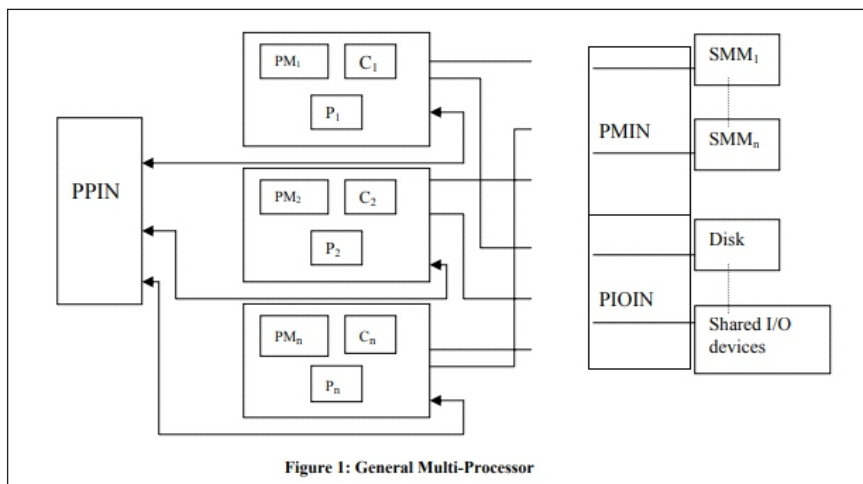 PPIN
PM₁
C₁
P₁
PM₂
C₂
P₂
PMₙ
Cₙ
Pₙ
PMIN
PIOIN
SMM₁
SMMₙ
Disk
Shared I/O
devices
Figure 1: General Multi-Processor